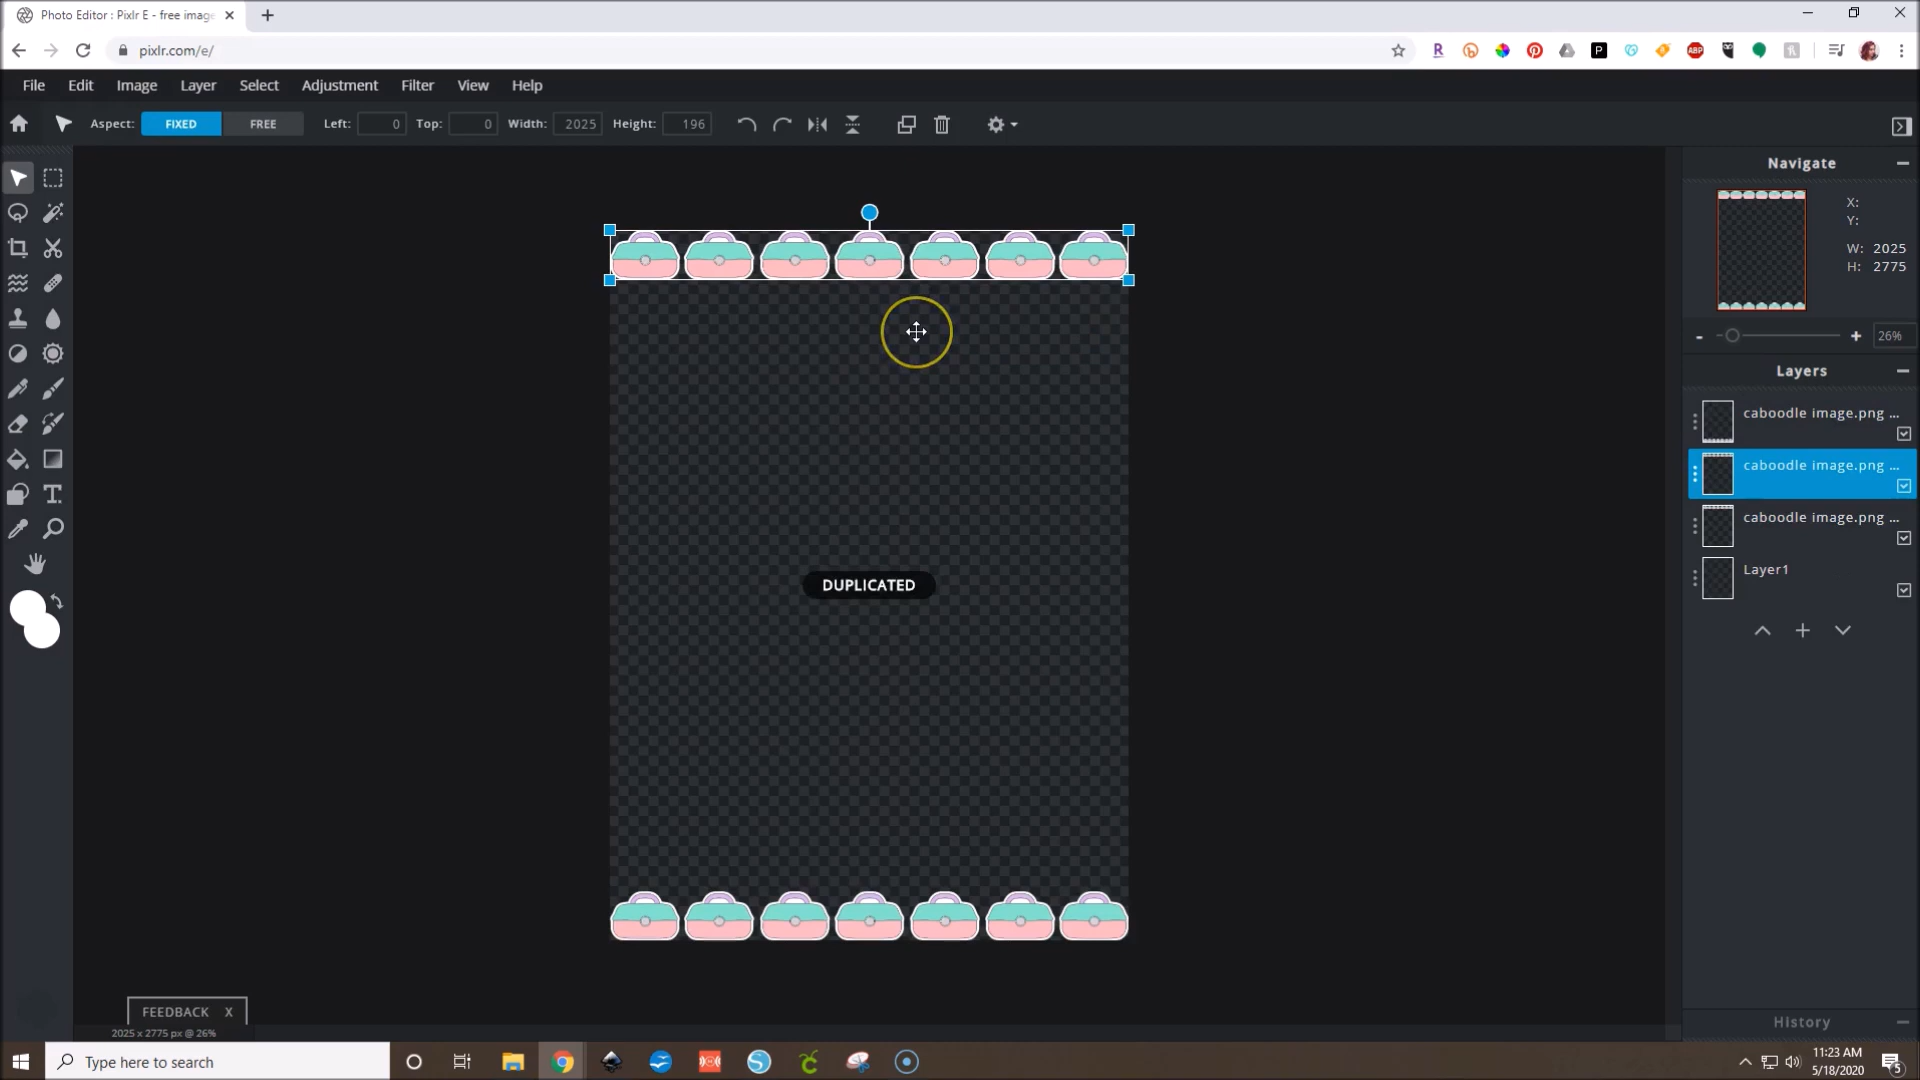 Photo Editor : Pixlr E - free imag
pixlr.com/e/
File Edit Image Layer Select Adjustment Filter View Help
Aspect: FIXED FREE Left: 0 Top: 0 Width: 2025 Height: 196
Navigate
X:
Y:
W: 2025
H: 2775
- + 26%
Layers
caboodle image.png ...
caboodle image.png ...
caboodle image.png ...
Layer1
DUPLICATED
FEEDBACK X
2025 x 2775 px @ 26%
History
Type here to search
11:23 AM
5/18/2020
5